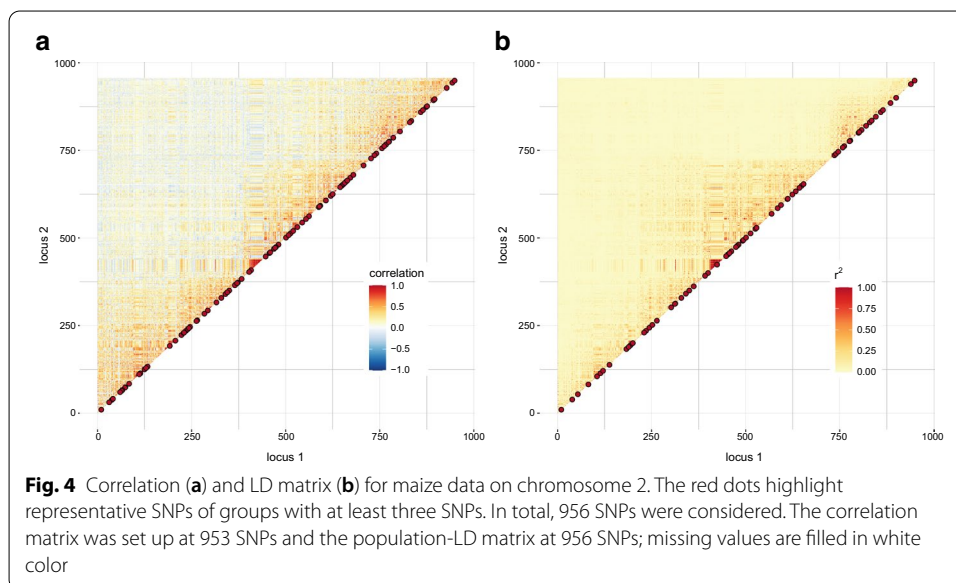 a
b
1000
750
500
250
0
locus 2
correlation
1.0
0.5
0.0
−0.5
−1.0
0
250
500
750
1000
locus 1
1000
750
500
250
0
locus 2
r²
1.00
0.75
0.50
0.25
0.00
0
250
500
750
1000
locus 1
Fig. 4 Correlation (a) and LD matrix (b) for maize data on chromosome 2. The red dots highlight
representative SNPs of groups with at least three SNPs. In total, 956 SNPs were considered. The correlation
matrix was set up at 953 SNPs and the population-LD matrix at 956 SNPs; missing values are filled in white
color